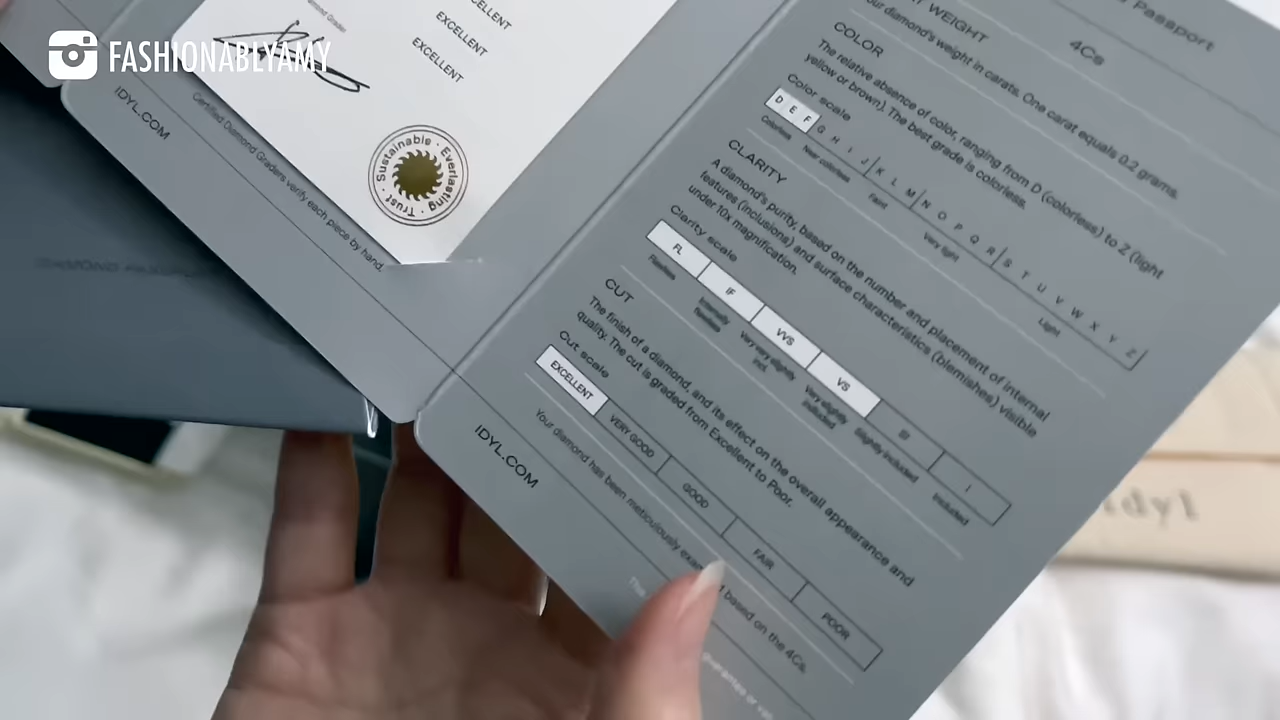 FASHIONABLYAMY
EXCELLENT
EXCELLENT
Sustainable · Everlasting · Trust ·
IDYL.COM
Certified Diamond Graders verify each piece by hand.
Passport
4Cs
WEIGHT
Your diamond's weight in carats. One carat equals 0.2 grams.
COLOR
The relative absence of color, ranging from D (colorless) to Z (light
yellow or brown). The best grade is colorless.
Color scale
D E F G H I J K L M N O P Q R S T U V W X Y Z
Colorless Near colorless Faint Very light Light
CLARITY
A diamond's purity, based on the number and placement of internal
features (inclusions) and surface characteristics (blemishes) visible
under 10x magnification.
Clarity scale
FL IF VVS VS SI I
Flawless Internally flawless Very very slightly incl. Very slightly included Slightly included Included
CUT
The finish of a diamond, and its effect on the overall appearance and
quality. The cut is graded from Excellent to Poor.
Cut scale
EXCELLENT VERY GOOD GOOD FAIR POOR
Your diamond has been meticulously based on the 4Cs.
IDYL.COM
idyl